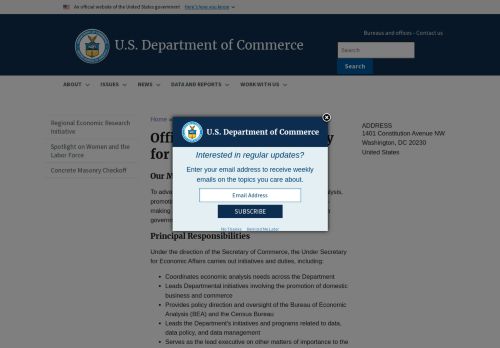 An official website of the United States government Here's how you know
U.S. Department of Commerce
Bureaus and offices - Contact us
Search
Search
ABOUT
ISSUES
NEWS
DATA AND REPORTS
WORK WITH US
Regional Economic Research
Initiative
Spotlight on Women and the
Labor Force
Concrete Masonry Checkoff
Home
for
Our M
To adva
promoti
making
govern
alysis,
ADDRESS
1401 Constitution Avenue NW
Washington, DC 20230
United States
U.S. Department of Commerce
Interested in regular updates?
Enter your email address to receive weekly
emails on the topics you care about.
Email Address
SUBSCRIBE
No Thanks Remind Me Later
Principal Responsibilities
Under the direction of the Secretary of Commerce, the Under Secretary
for Economic Affairs carries out initiatives and duties, including:
• Coordinates economic analysis needs across the Department
• Leads Departmental initiatives involving the promotion of domestic
business and commerce
• Provides policy direction and oversight of the Bureau of Economic
Analysis (BEA) and the Census Bureau
• Leads the Department's initiatives and programs related to data,
data policy, and data management
• Serves as the lead executive on other matters of importance to the